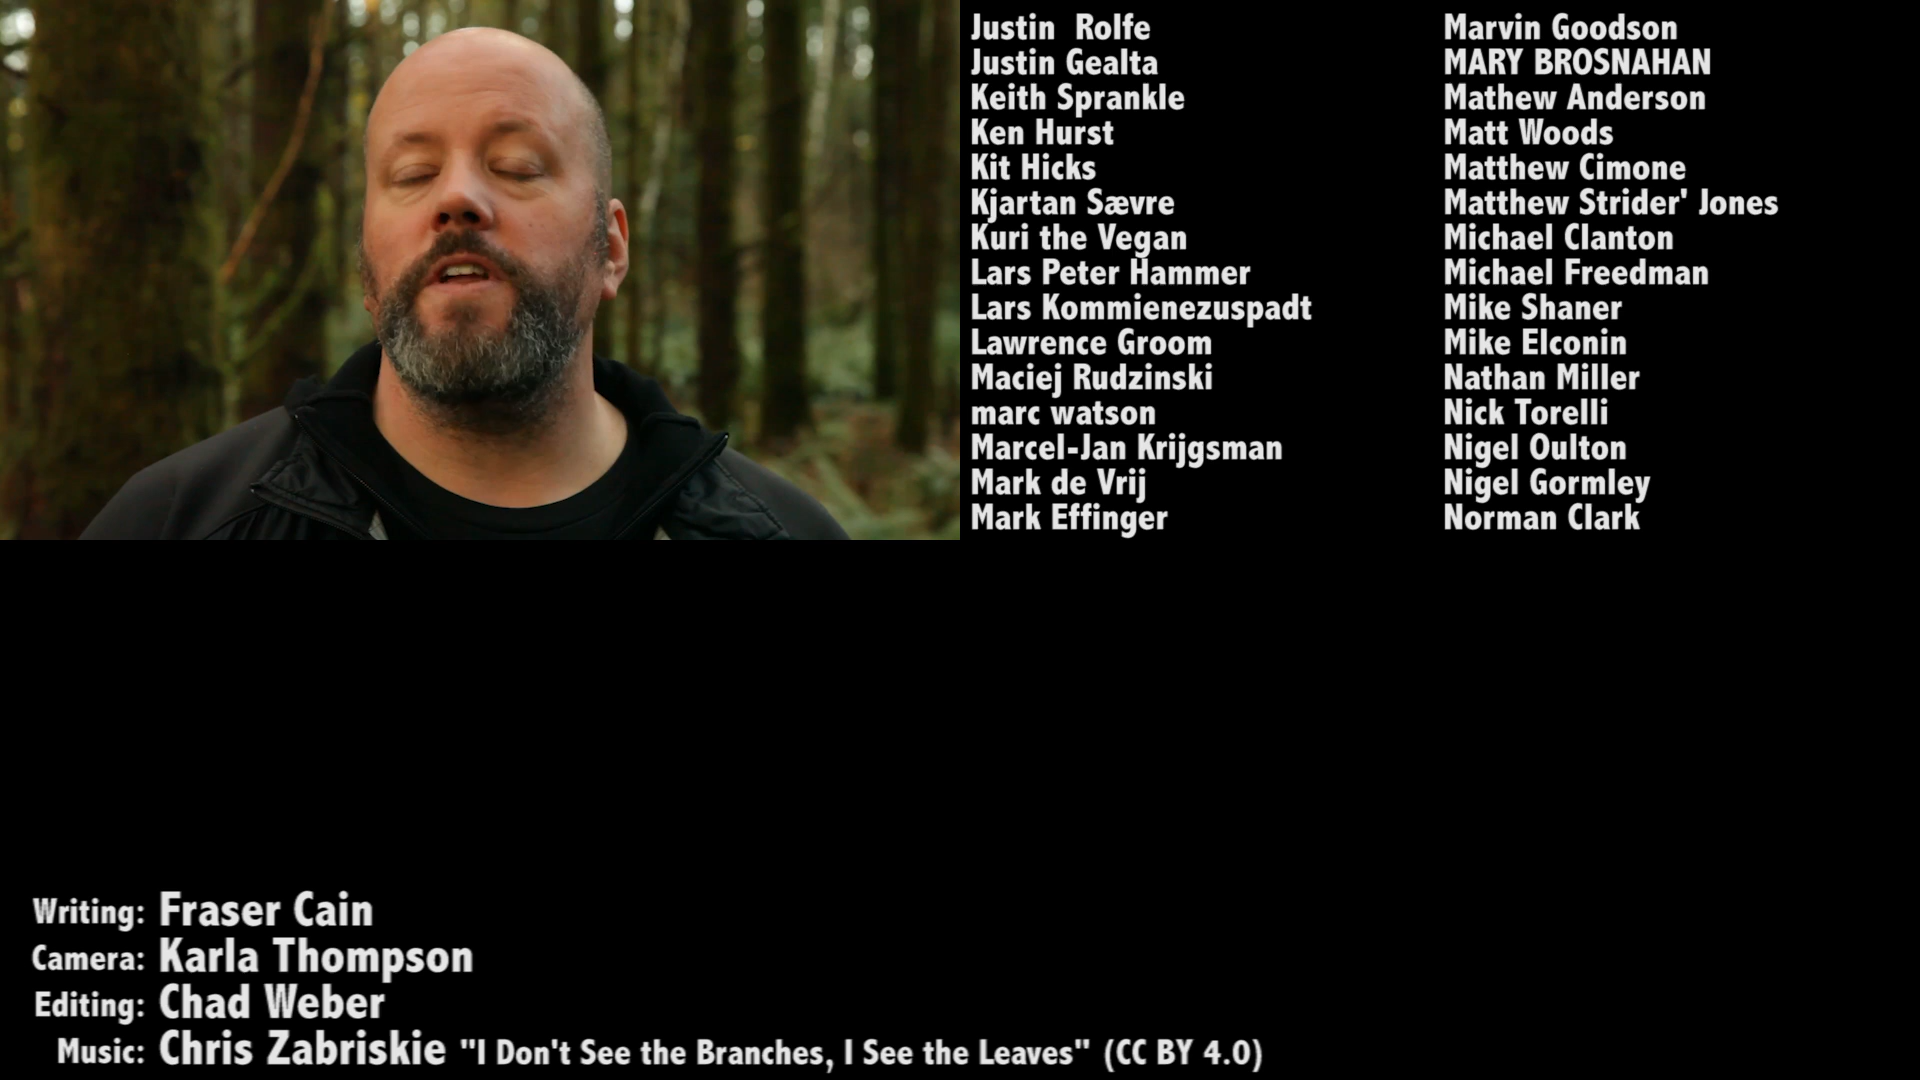 Justin  Rolfe
Justin Gealta
Keith Sprankle
Ken Hurst
Kit Hicks
Kjartan Sævre
Kuri the Vegan
Lars Peter Hammer
Lars Kommienezuspadt
Lawrence Groom
Maciej Rudzinski
marc watson
Marcel-Jan Krijgsman
Mark de Vrij
Mark Effinger
Marvin Goodson
MARY BROSNAHAN
Mathew Anderson
Matt Woods
Matthew Cimone
Matthew Strider' Jones
Michael Clanton
Michael Freedman
Mike Shaner
Mike Elconin
Nathan Miller
Nick Torelli
Nigel Oulton
Nigel Gormley
Norman Clark
Writing: Fraser Cain
Camera: Karla Thompson
Editing: Chad Weber
Music: Chris Zabriskie "I Don't See the Branches, I See the Leaves" (CC BY 4.0)